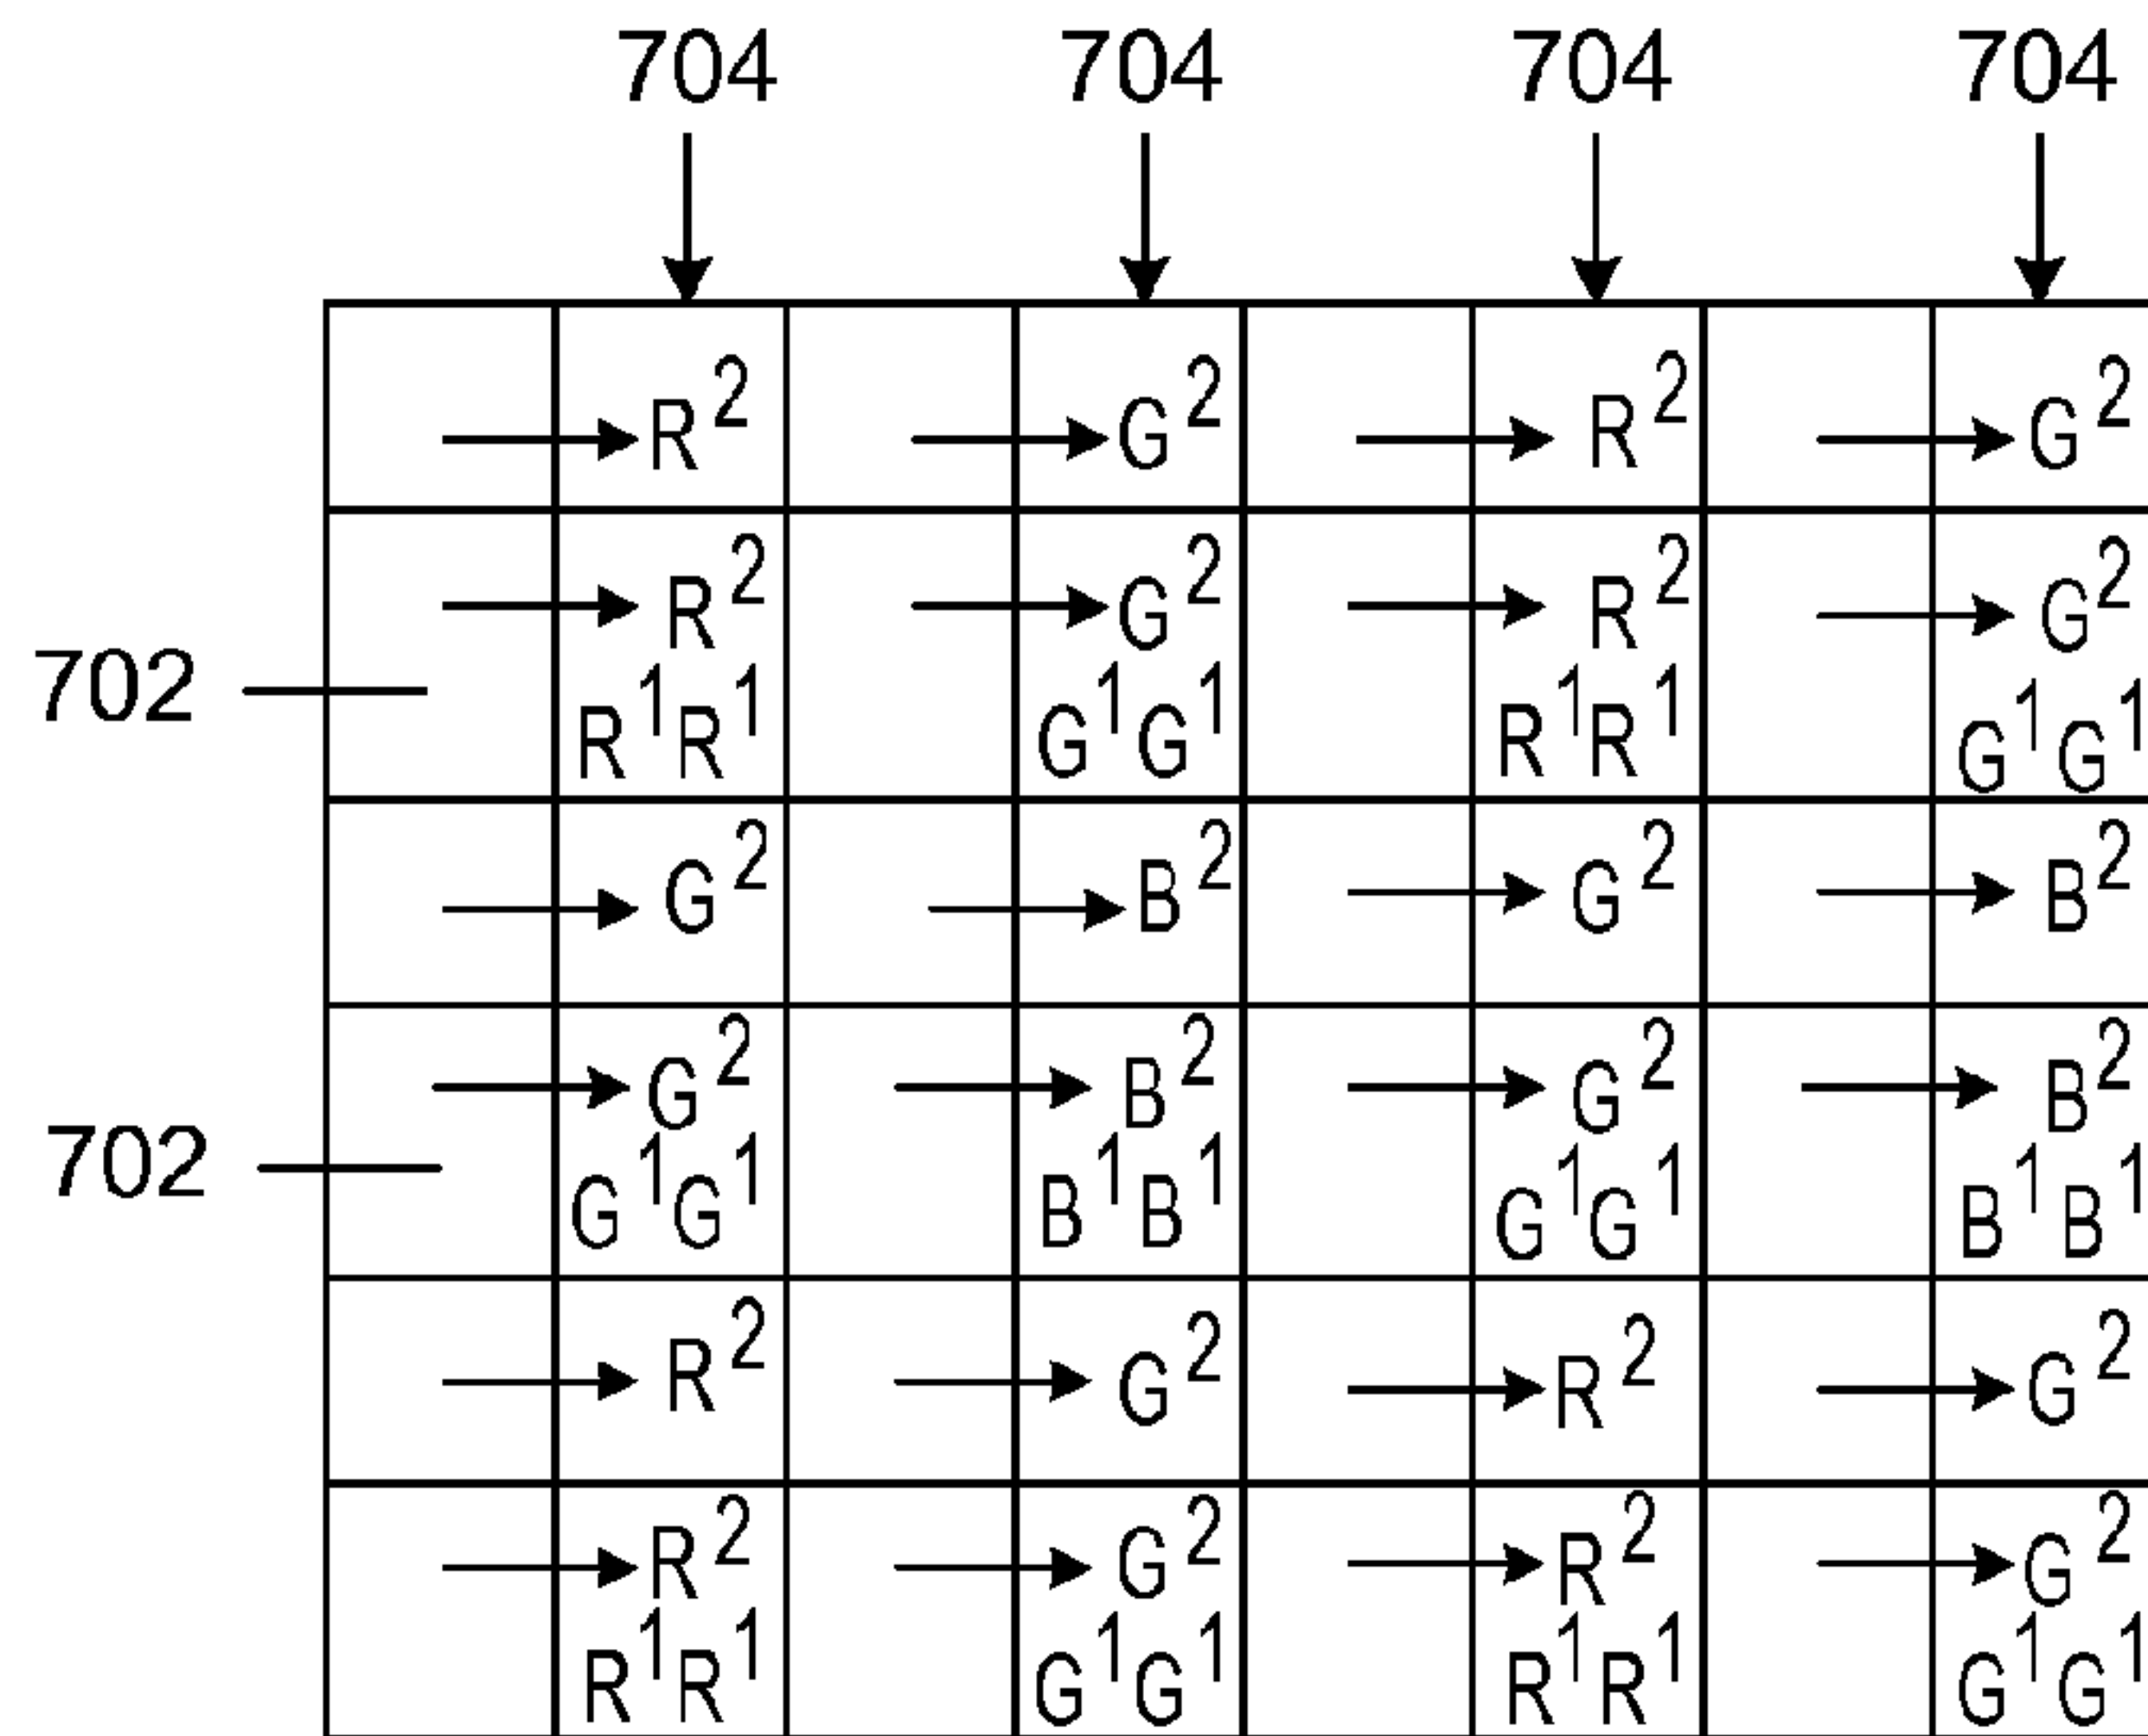 704 704 704 704
R² G² R² G²
R² G² R² G²
702
R¹R¹ G¹G¹ R¹R¹ G¹G¹
G² B² G² B²
G² B² G² B²
702
G¹G¹ B¹B¹ G¹G¹ B¹B¹
R² G² R² G²
R² G² R² G²
R¹R¹ G¹G¹ R¹R¹ G¹G¹